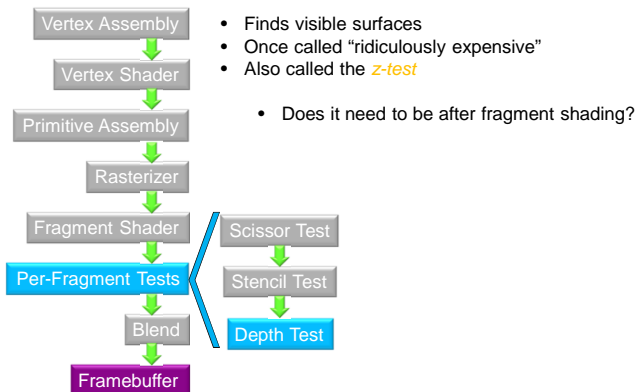 Vertex Assembly
Vertex Shader
Primitive Assembly
Rasterizer
Fragment Shader
Per-Fragment Tests
Blend
Framebuffer
Scissor Test
Stencil Test
Depth Test
• Finds visible surfaces
• Once called “ridiculously expensive”
• Also called the z-test
• Does it need to be after fragment shading?